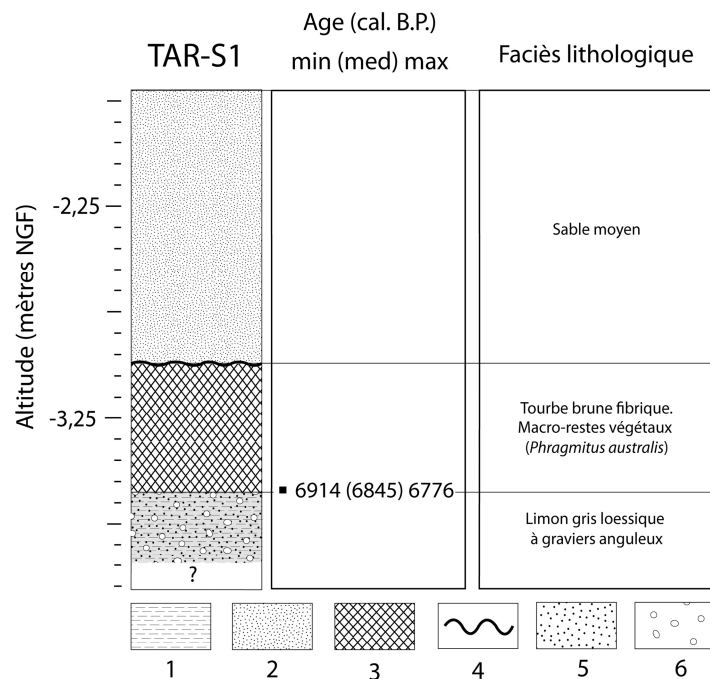 TAR-S1
Age (cal. B.P.)
min (med) max
Faciès lithologique
Altitude (mètres NGF)
-2,25
-3,25
Sable moyen
Tourbe brune fibrique.
Macro-restes végétaux
(Phragmitus australis)
6914 (6845) 6776
Limon gris loessique
à graviers anguleux
?
1 2 3 4 5 6